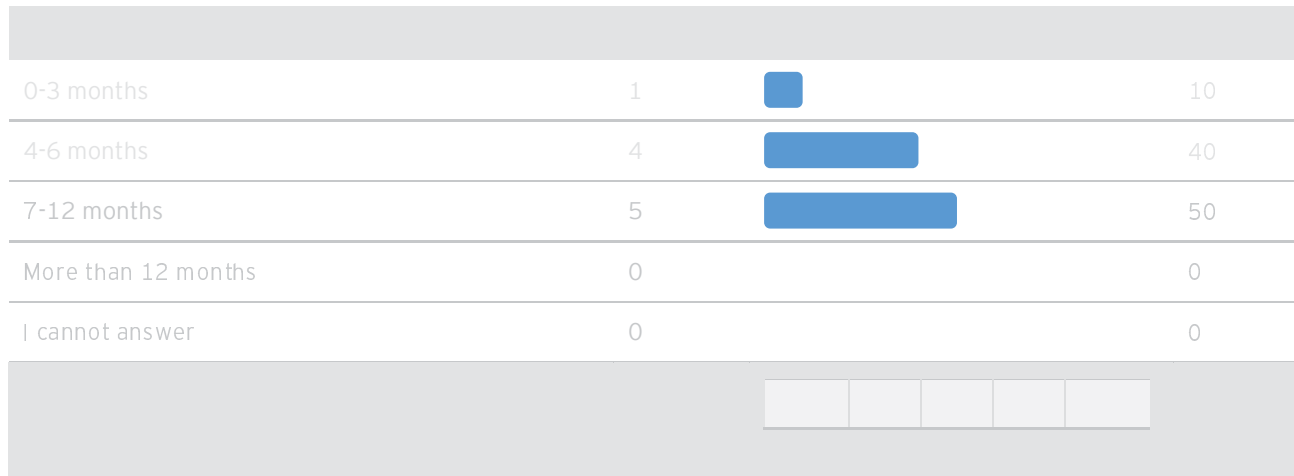 0-3 months 1 10
4-6 months 4 40
7-12 months 5 50
More than 12 months 0 0
I cannot answer 0 0